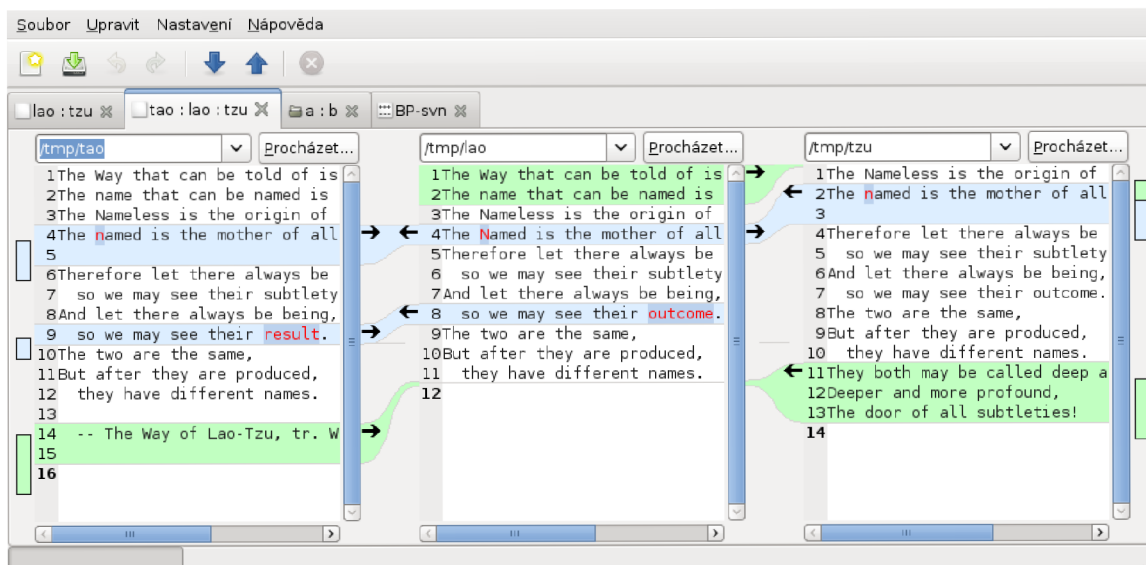 Soubor Upravit Nastavení Nápověda
lao : tzu
tao : lao : tzu
a : b
BP-svn
/tmp/tao
Procházet...
1The Way that can be told of is
2The name that can be named is
3The Nameless is the origin of
4The named is the mother of all
5
6Therefore let there always be
7  so we may see their subtlety
8And let there always be being,
9  so we may see their result.
10The two are the same,
11But after they are produced,
12  they have different names.
13
14  -- The Way of Lao-Tzu, tr. W
15
16
/tmp/lao
Procházet...
1The Way that can be told of is
2The name that can be named is
3The Nameless is the origin of
4The Named is the mother of all
5Therefore let there always be
6  so we may see their subtlety
7And let there always be being,
8  so we may see their outcome.
9The two are the same,
10But after they are produced,
11  they have different names.
12
/tmp/tzu
Procházet...
1The Nameless is the origin of
2The named is the mother of all
3
4Therefore let there always be
5  so we may see their subtlety
6And let there always be being,
7  so we may see their outcome.
8The two are the same,
9But after they are produced,
10  they have different names.
11They both may be called deep a
12Deeper and more profound,
13The door of all subtleties!
14